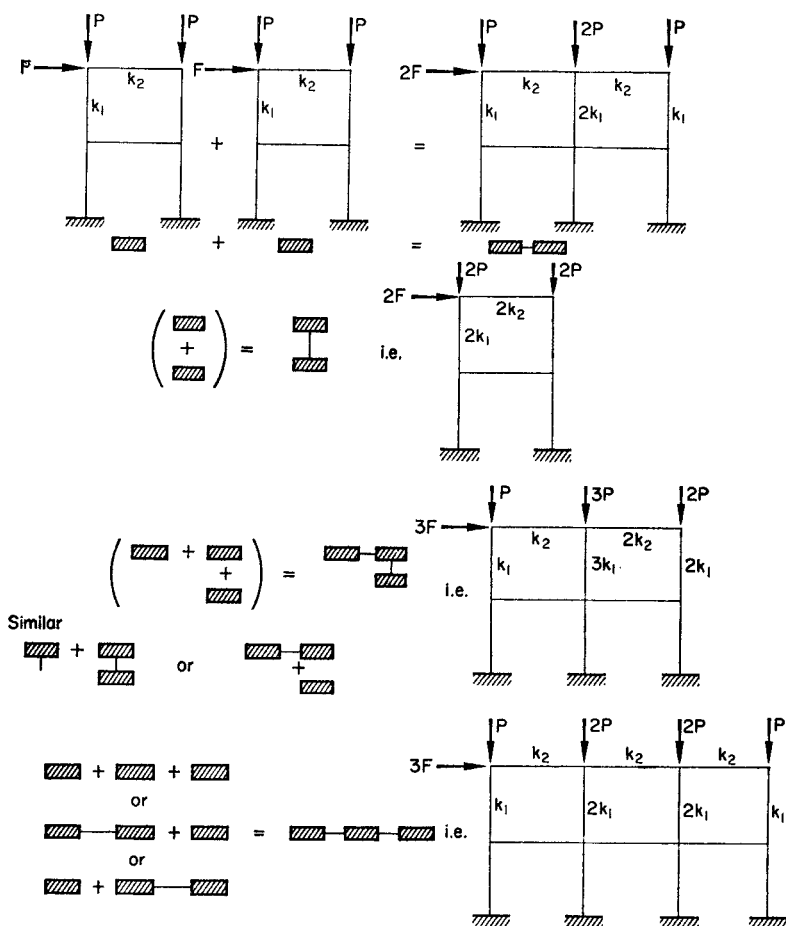 P P P P P 2P P
F k₂ F k₂ 2F k₂ k₂
k₁ k₁ k₁ 2k₁ k₁
+ =
+ =
2P 2P
2F 2k₂
( + ) = i.e. 2k₁
P 3P 2P
3F k₂ 2k₂
( + + ) = i.e. k₁ 3k₁ 2k₁
Similar
+ or +
P 2P 2P P
3F k₂ k₂ k₂
+ +
or
k₁ 2k₁ 2k₁ k₁
+ = i.e.
or
+